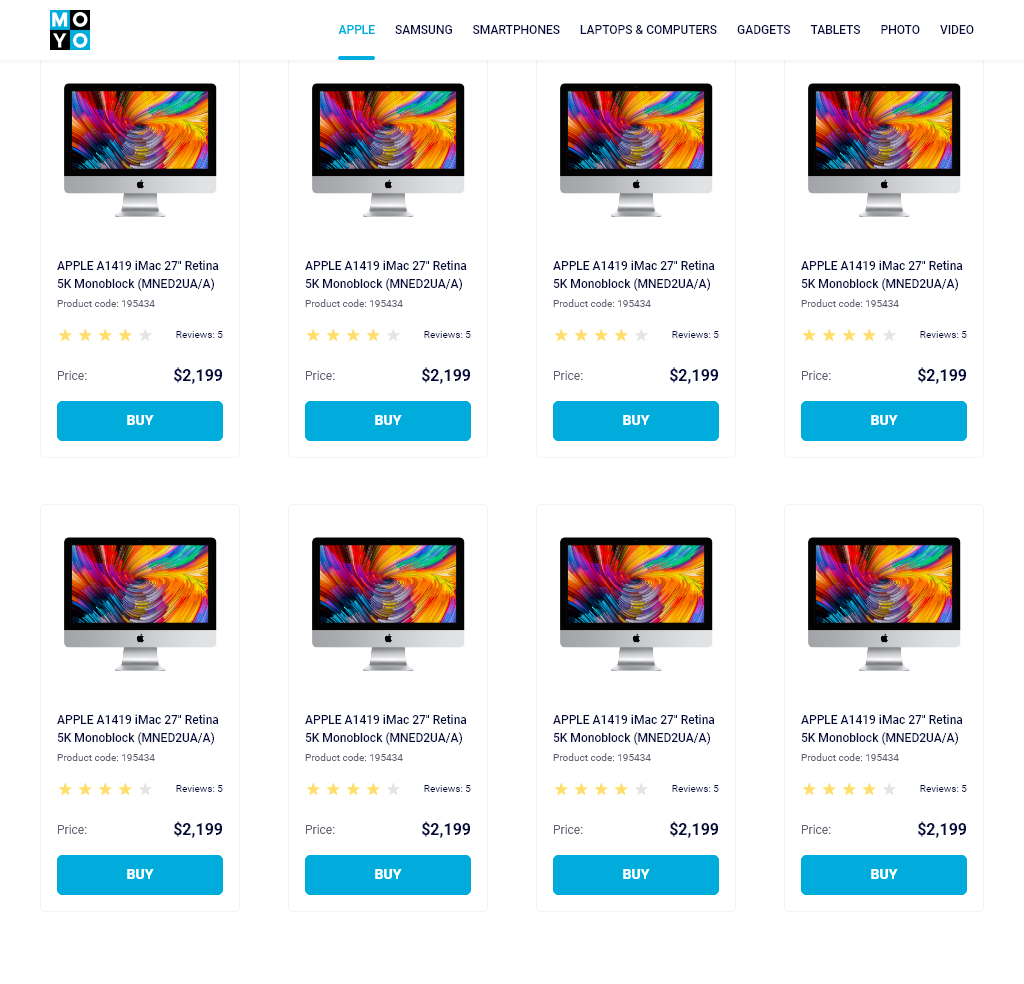 MO
YO
APPLE SAMSUNG SMARTPHONES LAPTOPS & COMPUTERS GADGETS TABLETS PHOTO VIDEO
APPLE A1419 iMac 27" Retina
5K Monoblock (MNED2UA/A)
Product code: 195434
Reviews: 5
Price: $2,199
BUY
APPLE A1419 iMac 27" Retina
5K Monoblock (MNED2UA/A)
Product code: 195434
Reviews: 5
Price: $2,199
BUY
APPLE A1419 iMac 27" Retina
5K Monoblock (MNED2UA/A)
Product code: 195434
Reviews: 5
Price: $2,199
BUY
APPLE A1419 iMac 27" Retina
5K Monoblock (MNED2UA/A)
Product code: 195434
Reviews: 5
Price: $2,199
BUY
APPLE A1419 iMac 27" Retina
5K Monoblock (MNED2UA/A)
Product code: 195434
Reviews: 5
Price: $2,199
BUY
APPLE A1419 iMac 27" Retina
5K Monoblock (MNED2UA/A)
Product code: 195434
Reviews: 5
Price: $2,199
BUY
APPLE A1419 iMac 27" Retina
5K Monoblock (MNED2UA/A)
Product code: 195434
Reviews: 5
Price: $2,199
BUY
APPLE A1419 iMac 27" Retina
5K Monoblock (MNED2UA/A)
Product code: 195434
Reviews: 5
Price: $2,199
BUY